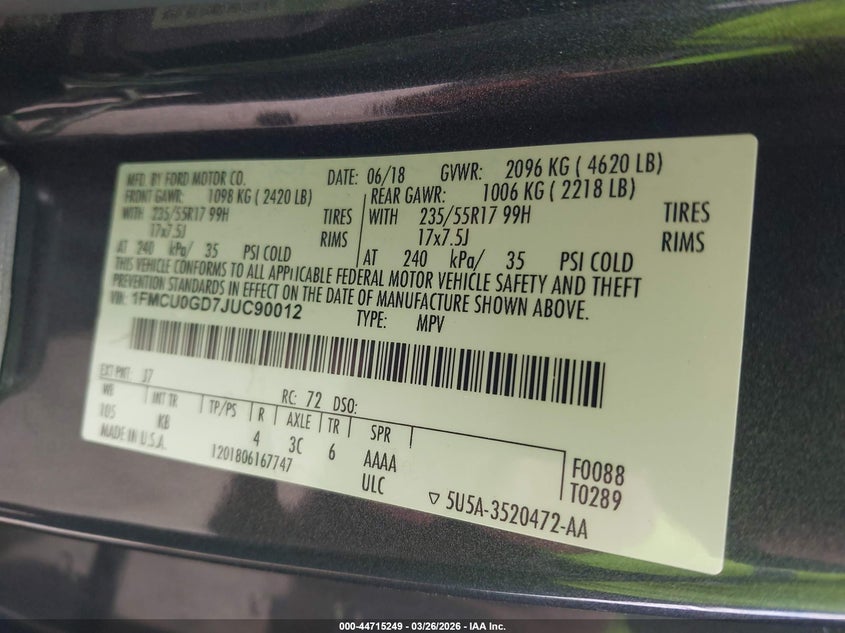 MFD. BY FORD MOTOR CO. DATE: 06/18 GVWR: 2096 KG ( 4620 LB)
FRONT GAWR: 1098 KG ( 2420 LB) REAR GAWR: 1006 KG ( 2218 LB)
WITH 235/55R17 99H TIRES WITH 235/55R17 99H TIRES
17x7.5J RIMS 17x7.5J RIMS
AT 240 kPa/ 35 PSI COLD AT 240 kPa/ 35 PSI COLD
THIS VEHICLE CONFORMS TO ALL APPLICABLE FEDERAL MOTOR VEHICLE SAFETY AND THEFT
PREVENTION STANDARDS IN EFFECT ON THE DATE OF MANUFACTURE SHOWN ABOVE.
VIN: 1FMCU0GD7JUC90012 TYPE: MPV
EXT PNT: J7 RC: 72 DSO:
WB INT TR TP/PS R AXLE TR SPR
105 KB 4 3C 6 AAAA F0088
MADE IN U.S.A. 1201806167747 ULC T0289
▽ 5U5A-3520472-AA
000-44715249 - 03/26/2026 - IAA Inc.